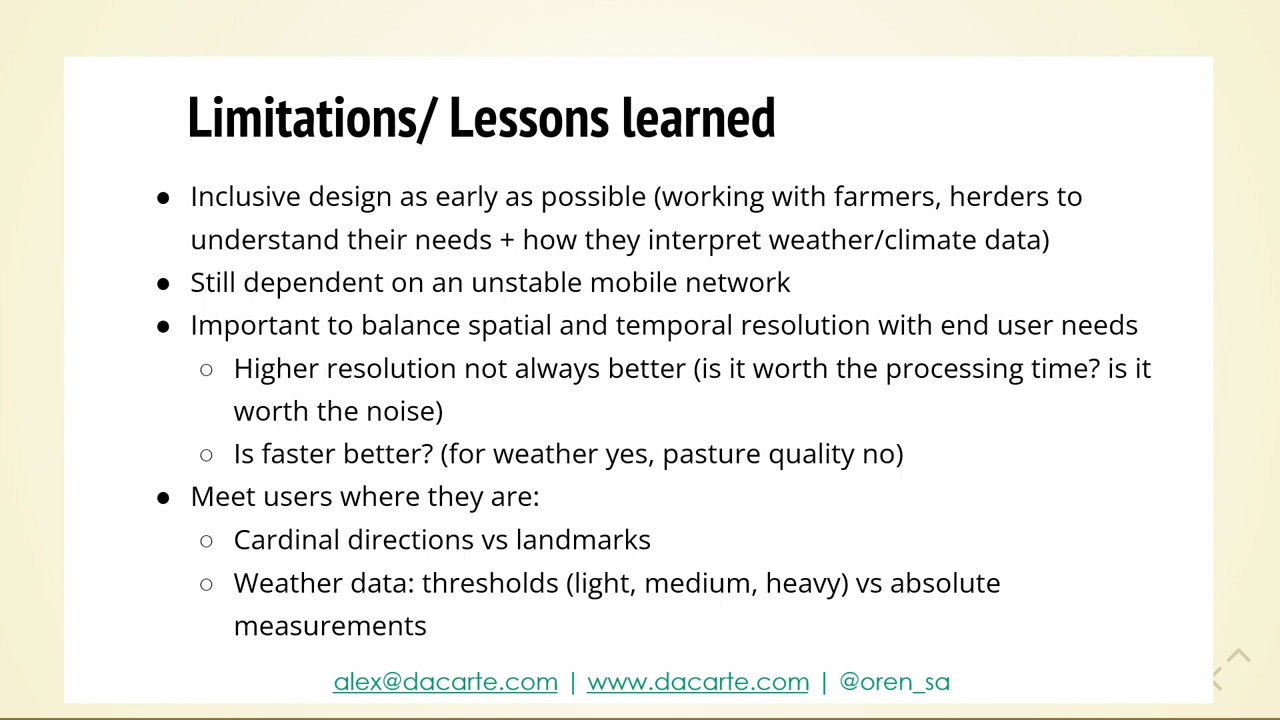 Limitations/ Lessons learned
● Inclusive design as early as possible (working with farmers, herders to
understand their needs + how they interpret weather/climate data)
● Still dependent on an unstable mobile network
● Important to balance spatial and temporal resolution with end user needs
○ Higher resolution not always better (is it worth the processing time? is it
worth the noise)
○ Is faster better? (for weather yes, pasture quality no)
● Meet users where they are:
○ Cardinal directions vs landmarks
○ Weather data: thresholds (light, medium, heavy) vs absolute
measurements
alex@dacarte.com | www.dacarte.com | @oren_sa